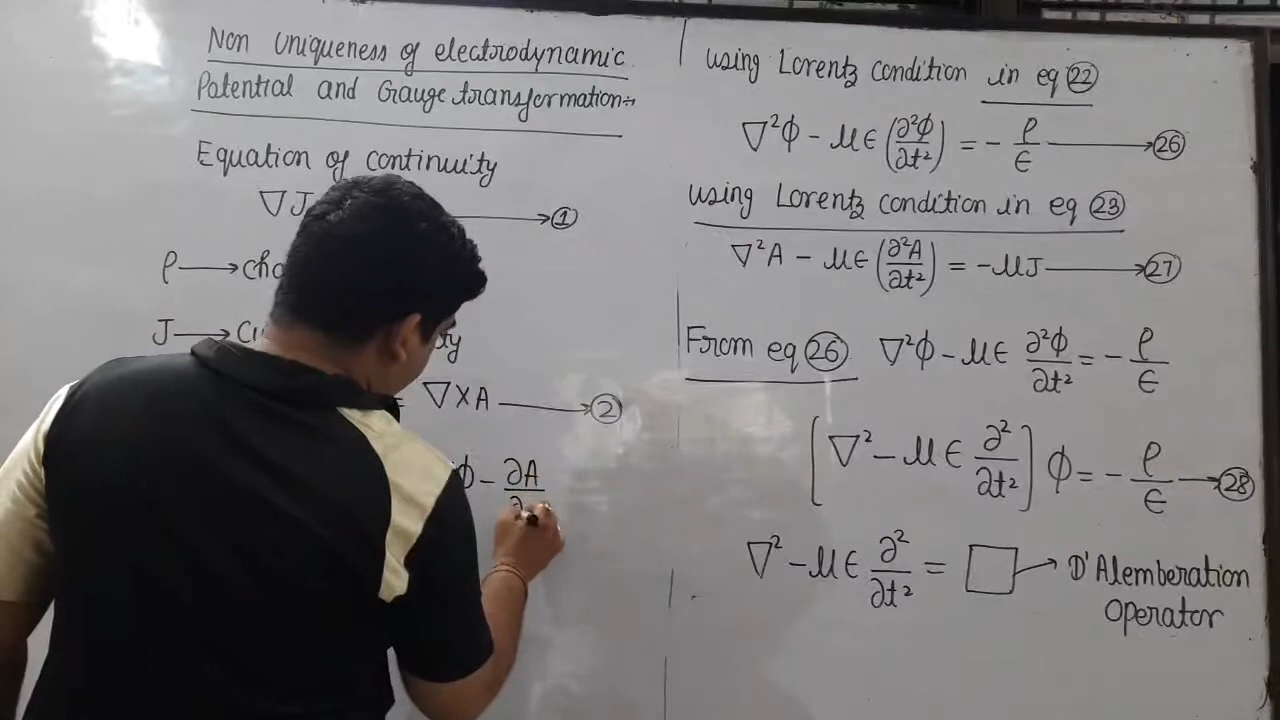 Non Uniqueness of electrodynamic
Potential and Gauge transformation:-
Equation of continuity
∇J → ①
ρ → Cha
J → Cu ty
= ∇XA → ②
ϕ - ∂A/∂
using Lorentz condition in eq ㉒
∇²ϕ - μϵ (∂²ϕ/∂t²) = - ρ/ϵ → ㉖
using Lorentz condition in eq ㉓
∇²A - μϵ (∂²A/∂t²) = -μJ → ㉗
From eq ㉖ ∇²ϕ - μϵ ∂²ϕ/∂t² = - ρ/ϵ
[∇² - μϵ ∂²/∂t²] ϕ = - ρ/ϵ → ㉘
∇² - μϵ ∂²/∂t² = □ → D'Alemberation
Operator